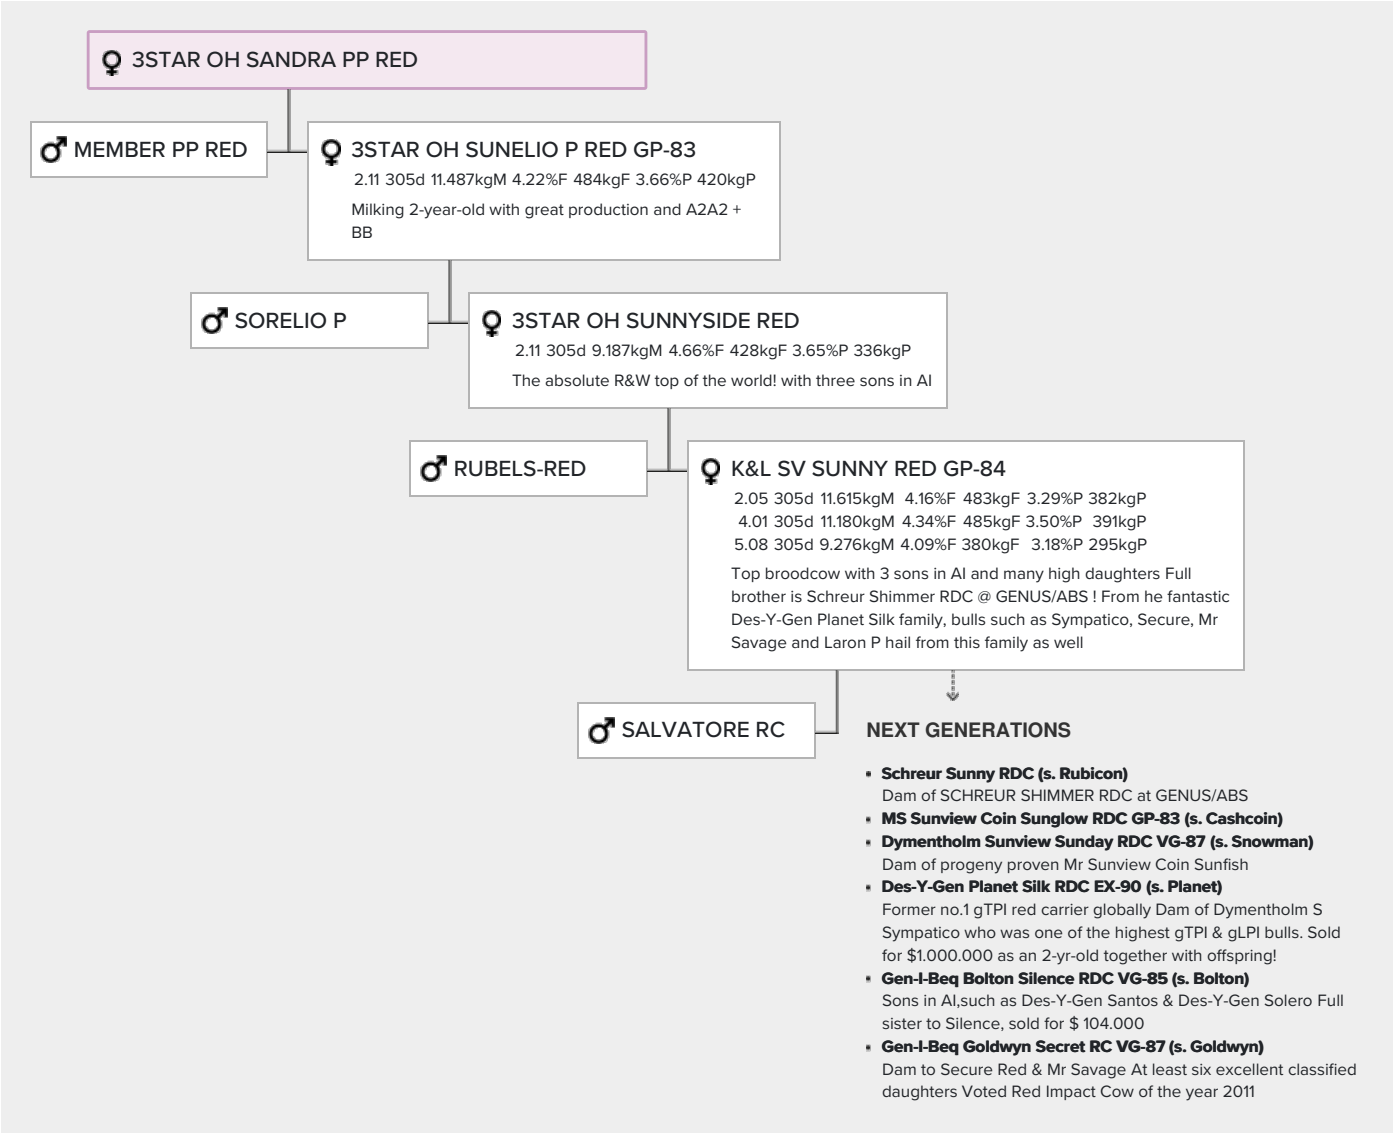 3STAR OH SANDRA PP RED
MEMBER PP RED
3STAR OH SUNELIO P RED GP-83
2.11 305d 11.487kgM 4.22%F 484kgF 3.66%P 420kgP
Milking 2-year-old with great production and A2A2 +
BB
SORELIO P
3STAR OH SUNNYSIDE RED
2.11 305d 9.187kgM 4.66%F 428kgF 3.65%P 336kgP
The absolute R&W top of the world! with three sons in AI
RUBELS-RED
K&L SV SUNNY RED GP-84
2.05 305d 11.615kgM 4.16%F 483kgF 3.29%P 382kgP
4.01 305d 11.180kgM 4.34%F 485kgF 3.50%P 391kgP
5.08 305d 9.276kgM 4.09%F 380kgF 3.18%P 295kgP
Top broodcow with 3 sons in AI and many high daughters Full
brother is Schreur Shimmer RDC @ GENUS/ABS ! From he fantastic
Des-Y-Gen Planet Silk family, bulls such as Sympatico, Secure, Mr
Savage and Laron P hail from this family as well
SALVATORE RC
NEXT GENERATIONS
Schreur Sunny RDC (s. Rubicon)
Dam of SCHREUR SHIMMER RDC at GENUS/ABS
MS Sunview Coin Sunglow RDC GP-83 (s. Cashcoin)
Dymentholm Sunview Sunday RDC VG-87 (s. Snowman)
Dam of progeny proven Mr Sunview Coin Sunfish
Des-Y-Gen Planet Silk RDC EX-90 (s. Planet)
Former no.1 gTPI red carrier globally Dam of Dymentholm S
Sympatico who was one of the highest gTPI & gLPI bulls. Sold
for $1.000.000 as an 2-yr-old together with offspring!
Gen-I-Beq Bolton Silence RDC VG-85 (s. Bolton)
Sons in AI,such as Des-Y-Gen Santos & Des-Y-Gen Solero Full
sister to Silence, sold for $ 104.000
Gen-I-Beq Goldwyn Secret RC VG-87 (s. Goldwyn)
Dam to Secure Red & Mr Savage At least six excellent classified
daughters Voted Red Impact Cow of the year 2011